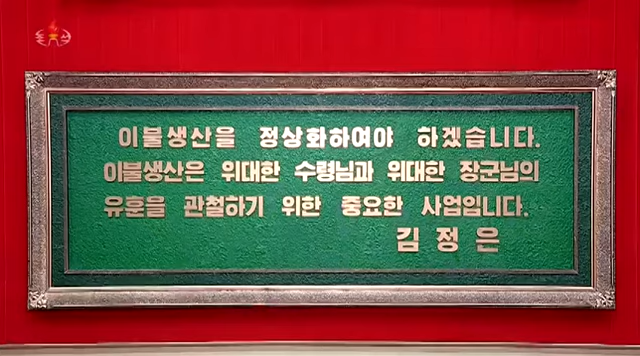 조선
이불생산을 정상화하여야 하겠습니다.
이불생산은 위대한 수령님과 위대한 장군님의
유훈을 관철하기 위한 중요한 사업입니다.
김정은